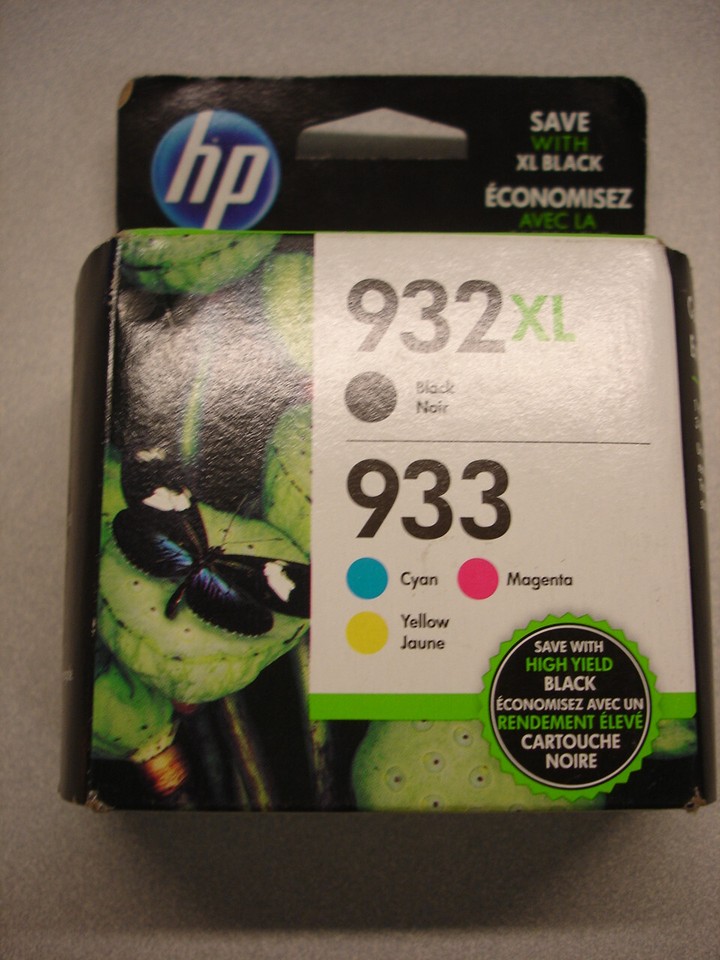 hp
SAVE
WITH
XL BLACK
ÉCONOMISEZ
AVEC LA
932XL
Black
Noir
933
Cyan
Magenta
Yellow
Jaune
SAVE WITH
HIGH YIELD
BLACK
ÉCONOMISEZ AVEC UN
RENDEMENT ÉLEVÉ
CARTOUCHE
NOIRE